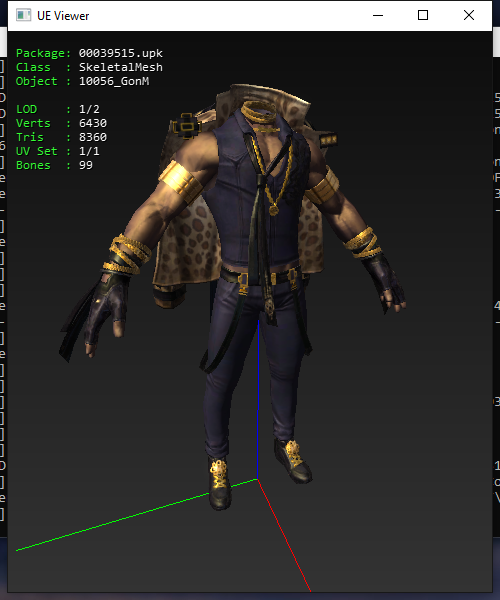 UE Viewer
Package: 00039515.upk
Class  : SkeletalMesh
Object : 10056_GonM
LOD    : 1/2
Verts  : 6430
Tris   : 8360
UV Set : 1/1
Bones  : 99